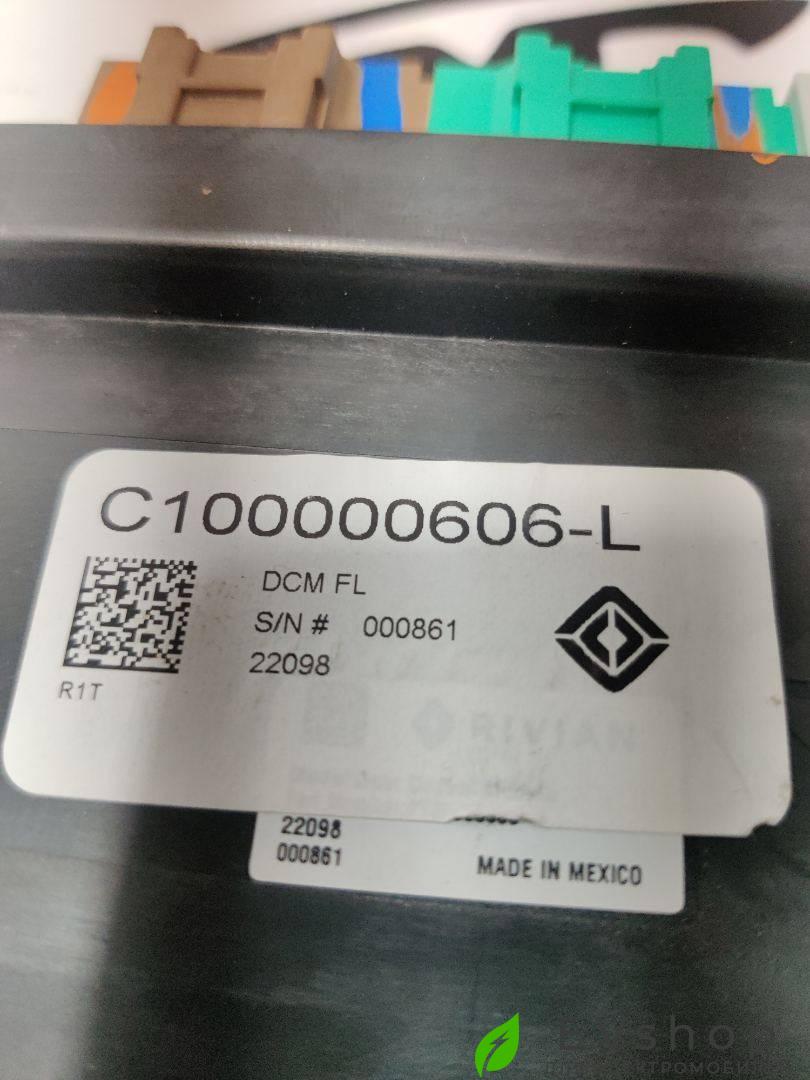 C100000606-L
DCM FL
S/N # 000861
22098
R1T
RIVIAN
22098
000861
MADE IN MEXICO